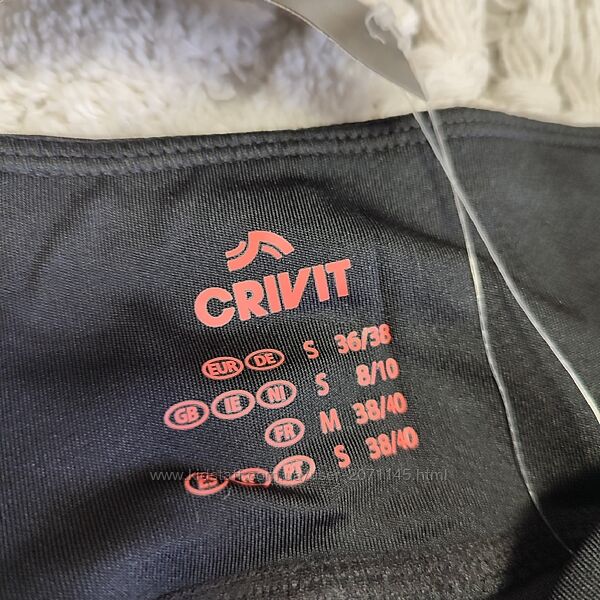 CRIVIT
EUR DE S 36/38
GB IE NI S 8/10
FR M 38/40
ES PT S 38/40